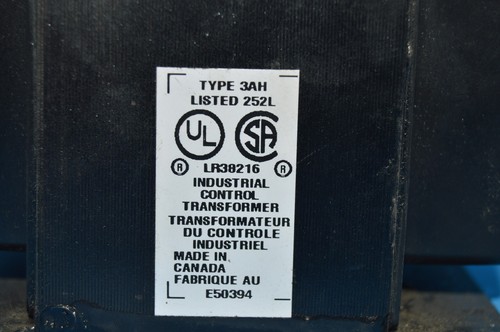 TYPE 3AH
LISTED 252L
UL SA
® LR38216 ®
INDUSTRIAL
CONTROL
TRANSFORMER
TRANSFORMATEUR
DU CONTROLE
INDUSTRIEL
MADE IN
CANADA
FABRIQUE AU
E50394